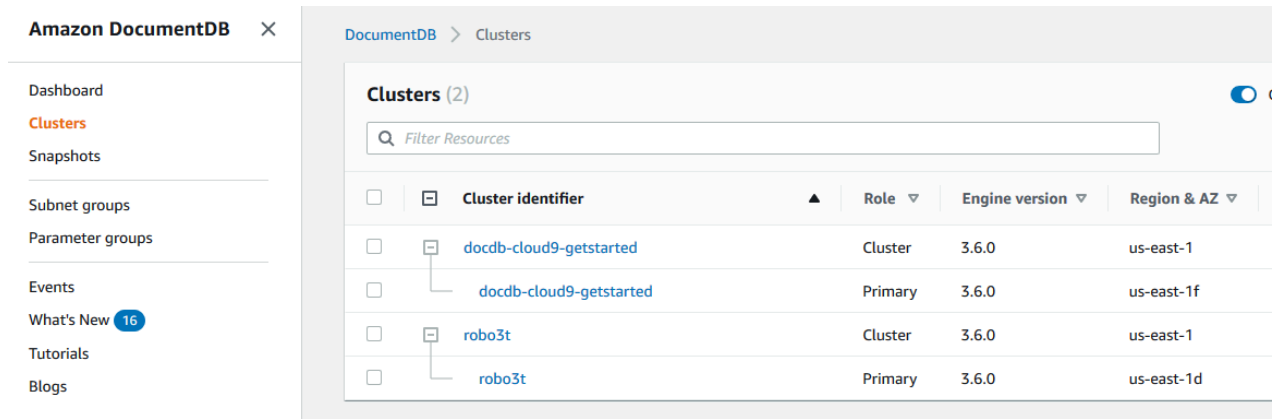 Amazon DocumentDB
Dashboard
Clusters
Snapshots
Subnet groups
Parameter groups
Events
What's New 16
Tutorials
Blogs
DocumentDB > Clusters
Clusters (2)
Filter Resources
Cluster identifier Role Engine version Region & AZ
docdb-cloud9-getstarted Cluster 3.6.0 us-east-1
docdb-cloud9-getstarted Primary 3.6.0 us-east-1f
robo3t Cluster 3.6.0 us-east-1
robo3t Primary 3.6.0 us-east-1d